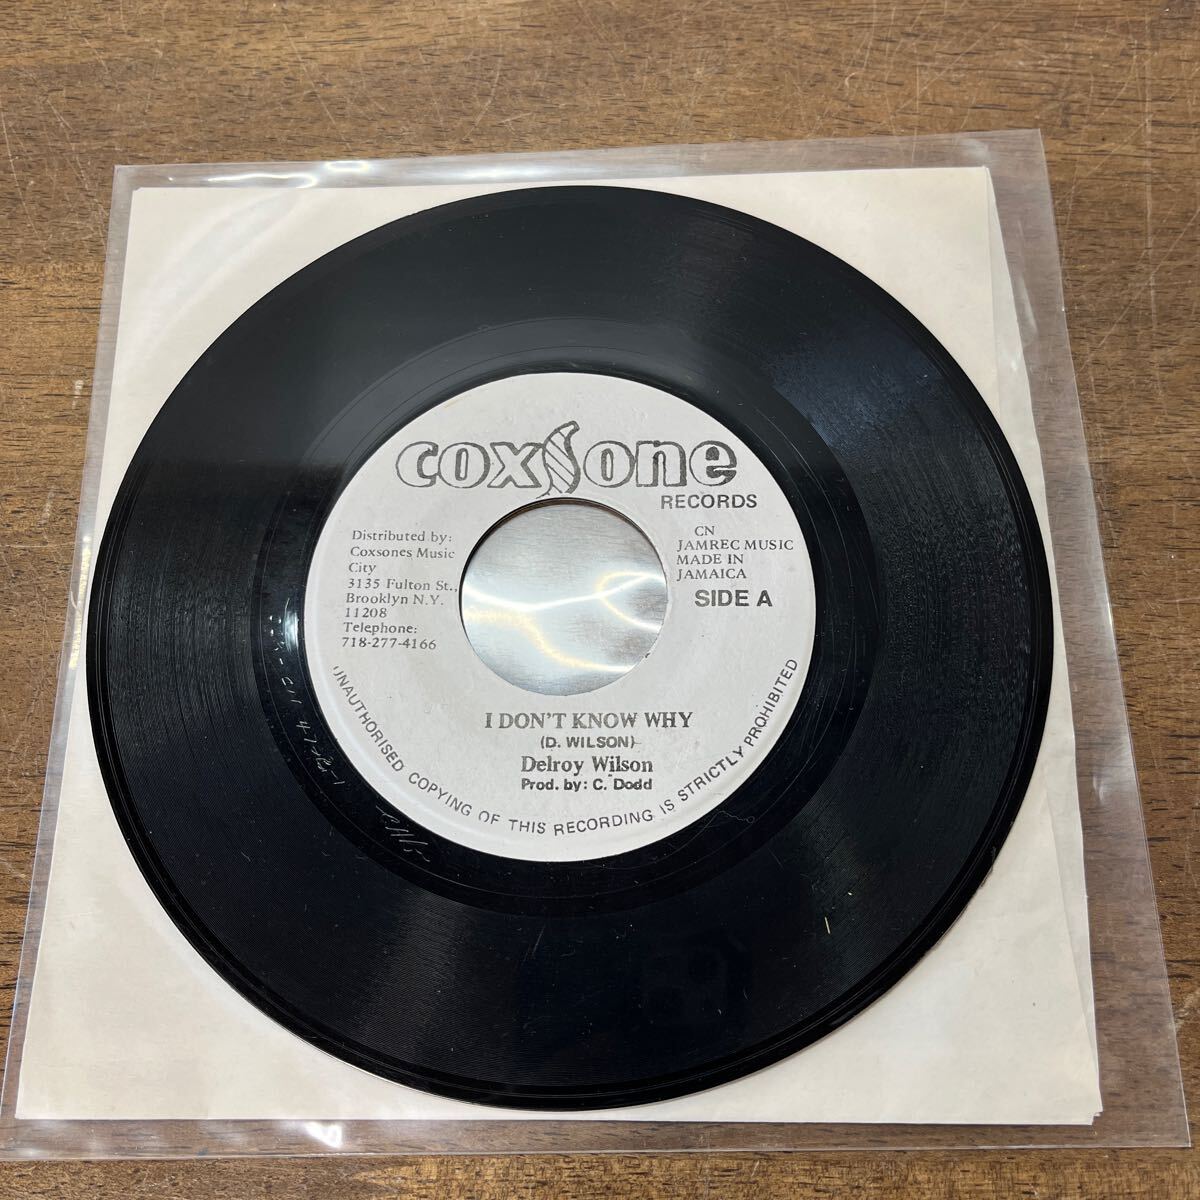 coxsone
RECORDS
Distributed by:
Coxsones Music
City
3135 Fulton St.,
Brooklyn N.Y.
11208
Telephone:
718-277-4166
CN
JAMREC MUSIC
MADE IN
JAMAICA
SIDE A
I DON'T KNOW WHY
(D. WILSON)
Delroy Wilson
Prod. by: C. Dodd
UNAUTHORISED COPYING OF THIS RECORDING IS STRICTLY PROHIBITED